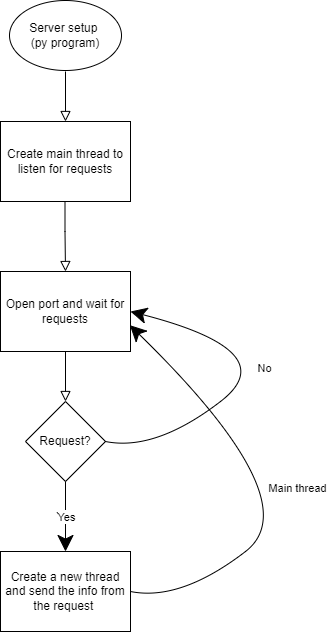 Server setup
(py program)
Create main thread to
listen for requests
Open port and wait for
requests
No
Request?
Main thread
Yes
Create a new thread
and send the info from
the request